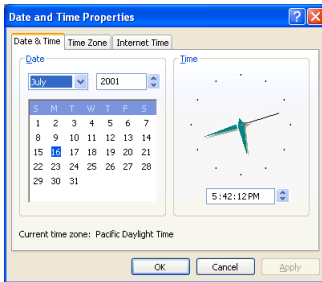 Date and Time Properties
Date & Time Time Zone Internet Time
Date
July 2001
S M T W T F S
1 2 3 4 5 6 7
8 9 10 11 12 13 14
15 16 17 18 19 20 21
22 23 24 25 26 27 28
29 30 31
Time
5:42:12 PM
Current time zone: Pacific Daylight Time
OK Cancel Apply